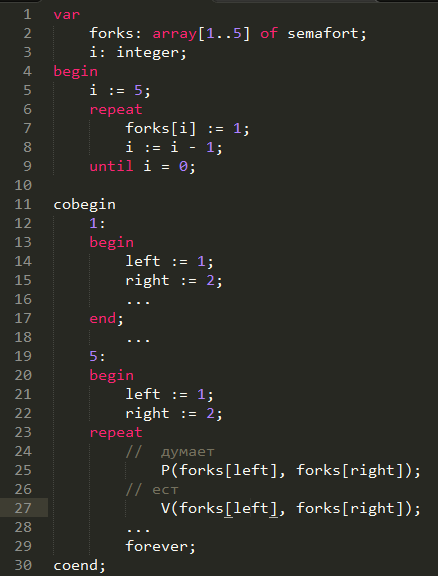 1 var
2     forks: array[1..5] of semafort;
3     i: integer;
4 begin
5     i := 5;
6     repeat
7         forks[i] := 1;
8         i := i - 1;
9     until i = 0;
10
11 cobegin
12     1:
13     begin
14         left := 1;
15         right := 2;
16         ...
17     end;
18         ...
19     5:
20     begin
21         left := 1;
22         right := 2;
23     repeat
24         //  думает
25             P(forks[left], forks[right]);
26         // ест
27             V(forks[left], forks[right]);
28         ...
29         forever;
30 coend;